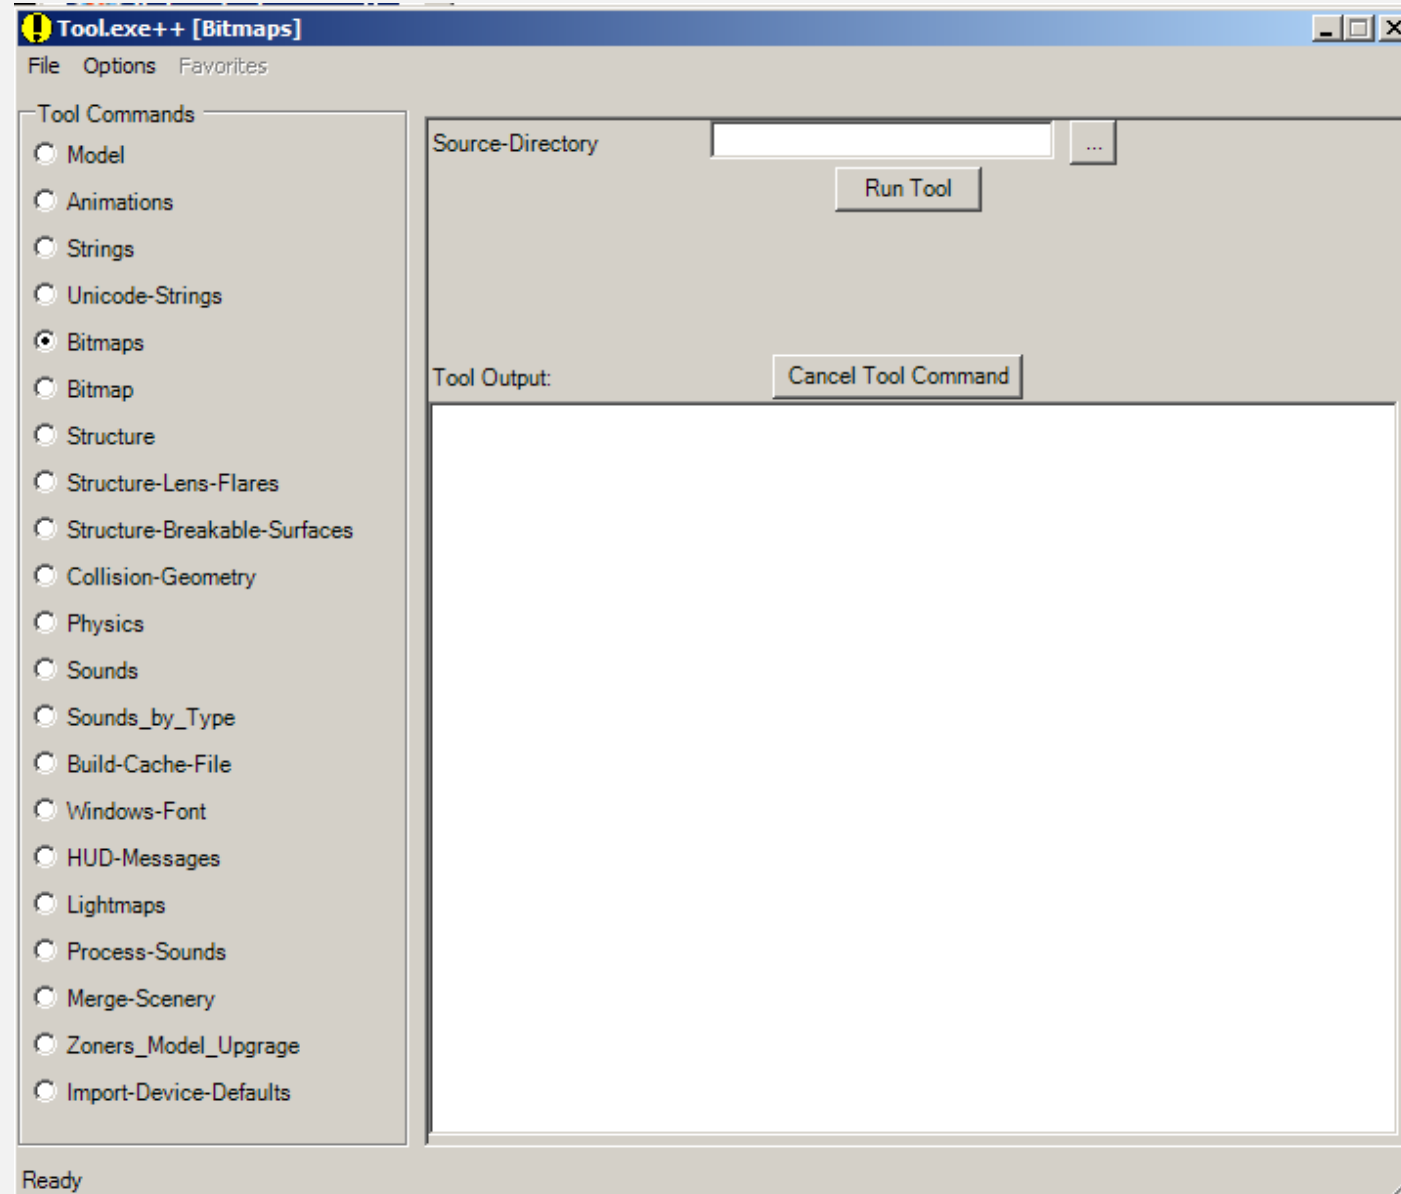 Tool.exe++ [Bitmaps]
File Options Favorites
Tool Commands
Model
Animations
Strings
Unicode-Strings
Bitmaps
Bitmap
Structure
Structure-Lens-Flares
Structure-Breakable-Surfaces
Collision-Geometry
Physics
Sounds
Sounds_by_Type
Build-Cache-File
Windows-Font
HUD-Messages
Lightmaps
Process-Sounds
Merge-Scenery
Zoners_Model_Upgrage
Import-Device-Defaults
Source-Directory ...
Run Tool
Tool Output: Cancel Tool Command
Ready